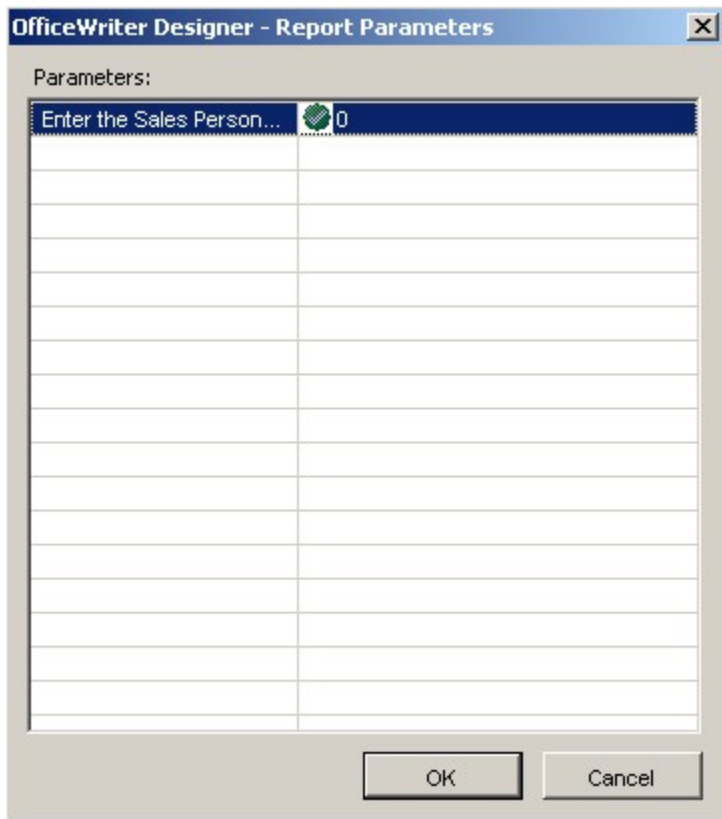 OfficeWriter Designer - Report Parameters
Parameters:
Enter the Sales Person... 0
OK Cancel